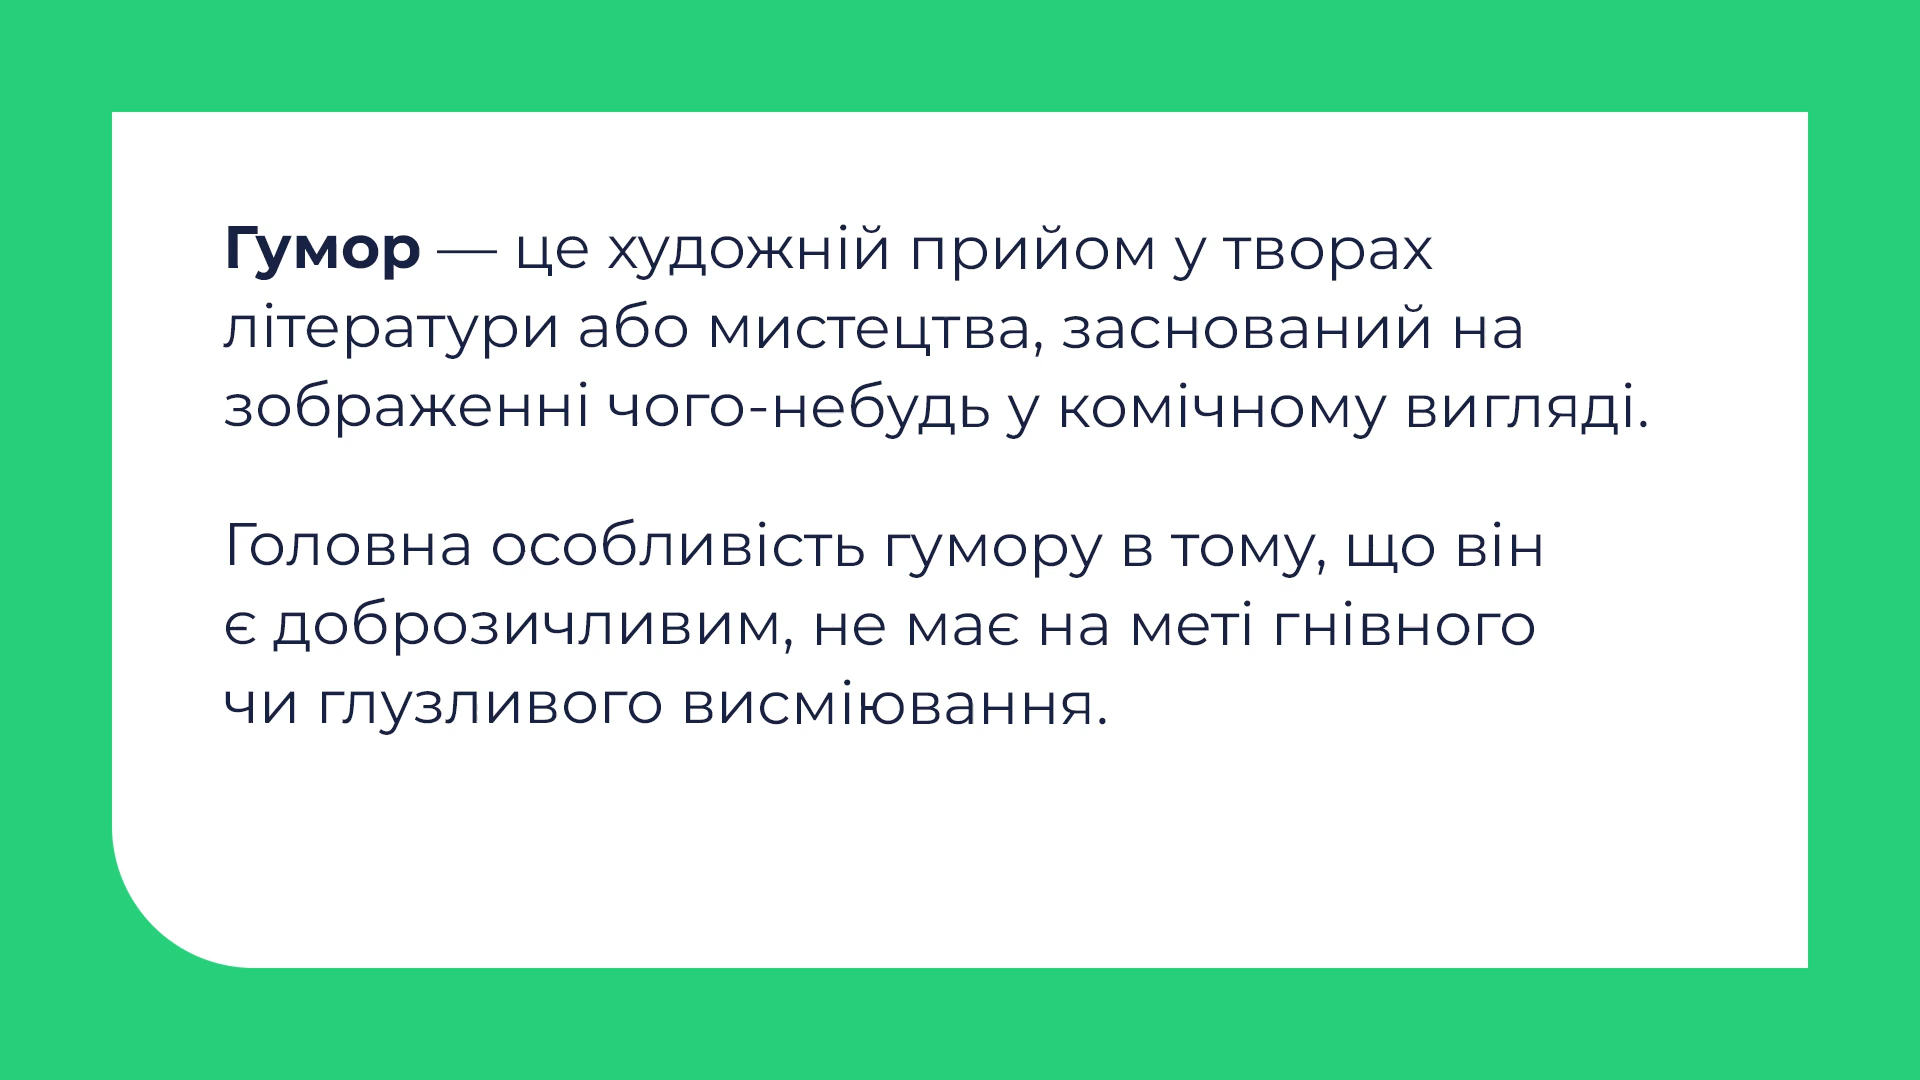 Гумор — це художній прийом у творах
літератури або мистецтва, заснований на
зображенні чого-небудь у комічному вигляді.
Головна особливість гумору в тому, що він
є доброзичливим, не має на меті гнівного
чи глузливого висміювання.